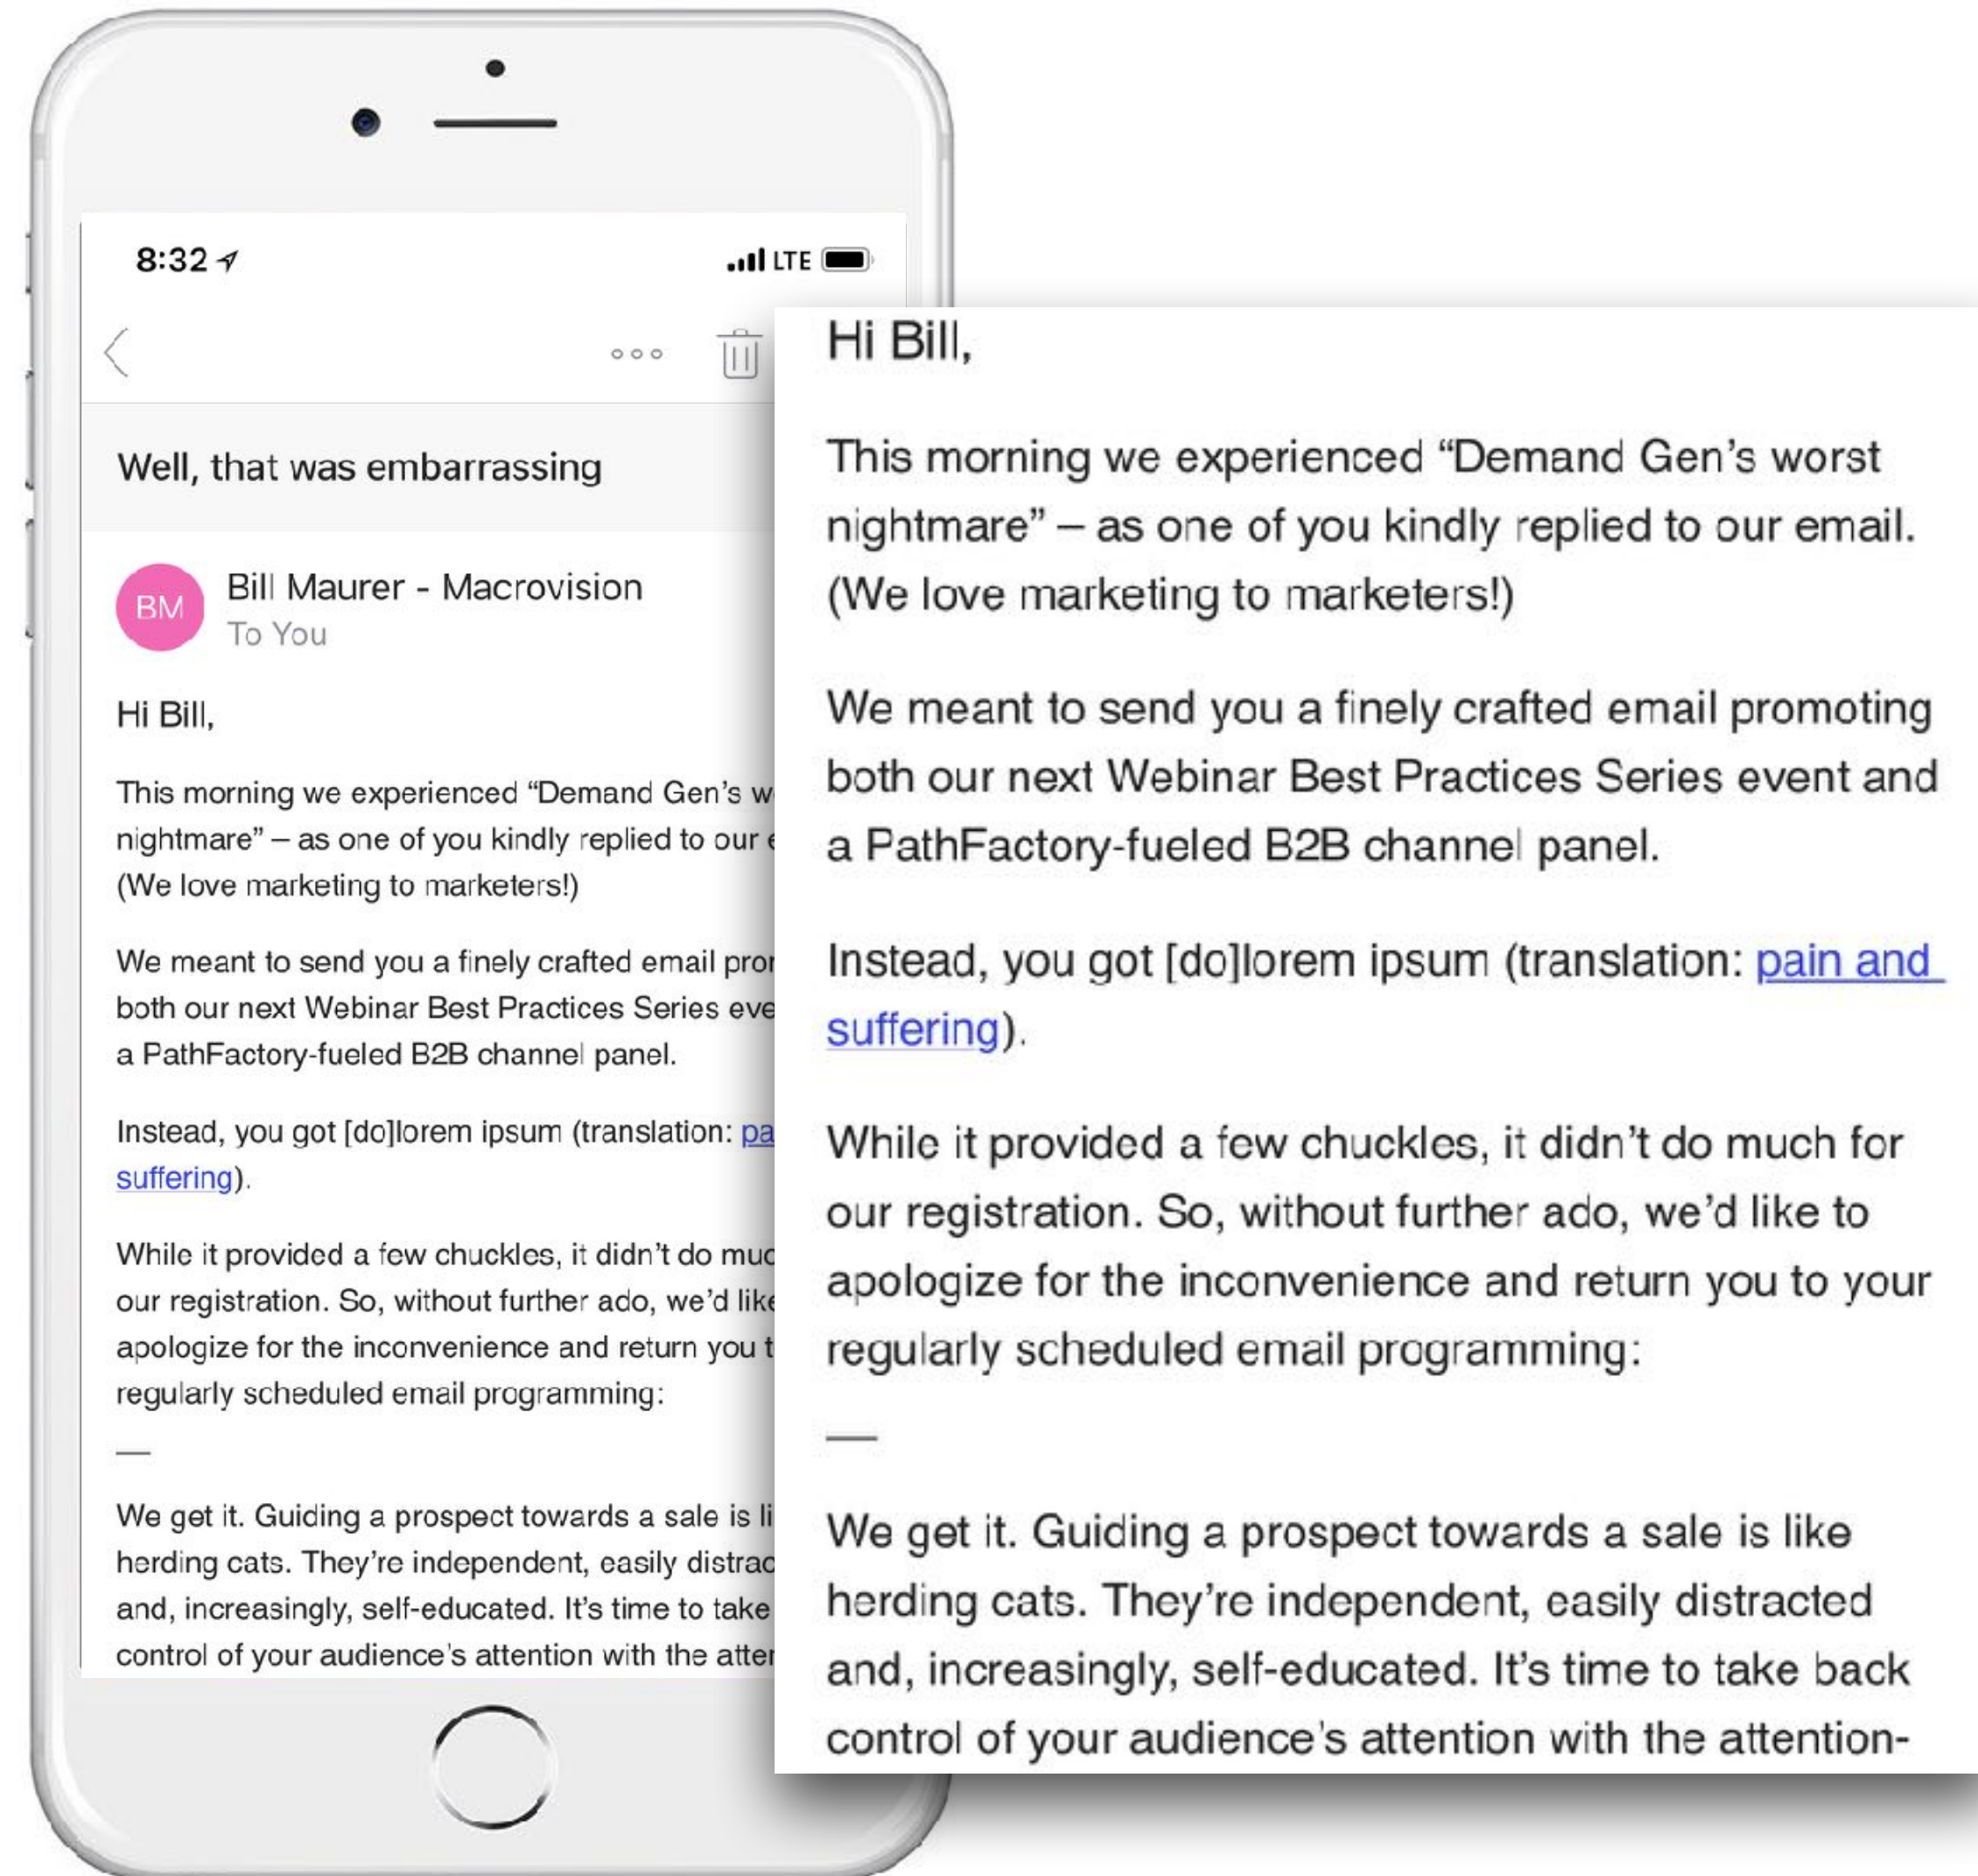 8:32
LTE
Well, that was embarrassing
BM
Bill Maurer - Macrovision
To You
Hi Bill,
This morning we experienced “Demand Gen’s w
nightmare” – as one of you kindly replied to our e
(We love marketing to marketers!)
We meant to send you a finely crafted email pror
both our next Webinar Best Practices Series eve
a PathFactory-fueled B2B channel panel.
Instead, you got [do]lorem ipsum (translation: pa
suffering).
While it provided a few chuckles, it didn’t do muc
our registration. So, without further ado, we’d like
apologize for the inconvenience and return you t
regularly scheduled email programming:
—
We get it. Guiding a prospect towards a sale is li
herding cats. They’re independent, easily distrac
and, increasingly, self-educated. It’s time to take
control of your audience’s attention with the atter
Hi Bill,
This morning we experienced “Demand Gen’s worst
nightmare” – as one of you kindly replied to our email.
(We love marketing to marketers!)
We meant to send you a finely crafted email promoting
both our next Webinar Best Practices Series event and
a PathFactory-fueled B2B channel panel.
Instead, you got [do]lorem ipsum (translation: pain and
suffering).
While it provided a few chuckles, it didn’t do much for
our registration. So, without further ado, we’d like to
apologize for the inconvenience and return you to your
regularly scheduled email programming:
—
We get it. Guiding a prospect towards a sale is like
herding cats. They’re independent, easily distracted
and, increasingly, self-educated. It’s time to take back
control of your audience’s attention with the attention-